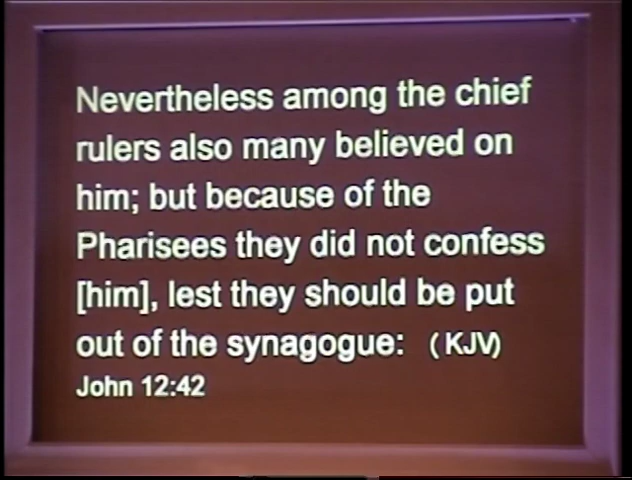 Nevertheless among the chief
rulers also many believed on
him; but because of the
Pharisees they did not confess
[him], lest they should be put
out of the synagogue: (KJV)
John 12:42